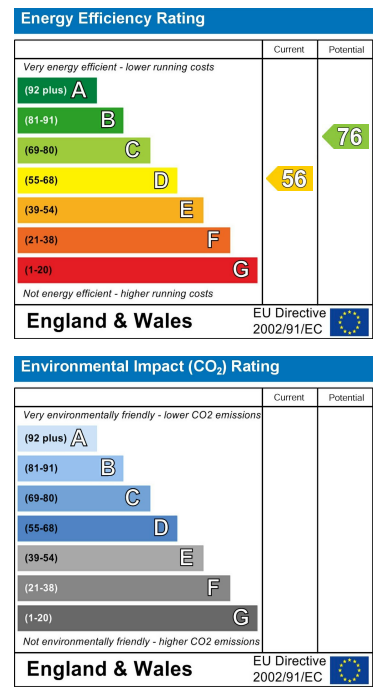 Energy Efficiency Rating
Current Potential
Very energy efficient - lower running costs
(92 plus) A
(81-91) B
(69-80) C
76
(55-68) D
56
(39-54) E
(21-38) F
(1-20) G
Not energy efficient - higher running costs
England & Wales
EU Directive
2002/91/EC
Environmental Impact (CO₂) Rating
Current Potential
Very environmentally friendly - lower CO2 emissions
(92 plus) A
(81-91) B
(69-80) C
(55-68) D
(39-54) E
(21-38) F
(1-20) G
Not environmentally friendly - higher CO2 emissions
England & Wales
EU Directive
2002/91/EC